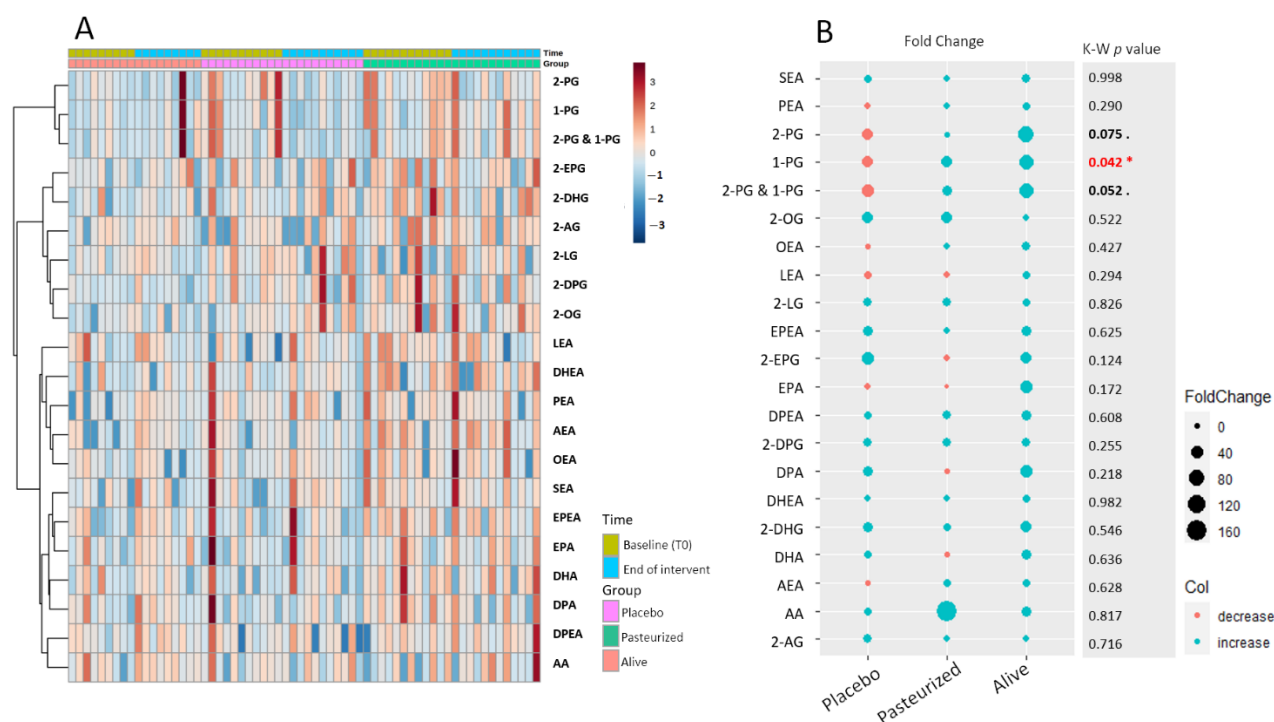 A
Time
Group
2-PG
1-PG
2-PG & 1-PG
2-EPG
2-DHG
2-AG
2-LG
2-DPG
2-OG
LEA
DHEA
PEA
AEA
OEA
SEA
EPEA
EPA
DHA
DPA
DPEA
AA
3
2
1
0
−1
−2
−3
Time
Baseline (T0)
End of intervent
Group
Placebo
Pasteurized
Alive
B
Fold Change
K-W p value
SEA 0.998
PEA 0.290
2-PG 0.075 .
1-PG 0.042 *
2-PG & 1-PG 0.052 .
2-OG 0.522
OEA 0.427
LEA 0.294
2-LG 0.826
EPEA 0.625
2-EPG 0.124
EPA 0.172
DPEA 0.608
2-DPG 0.255
DPA 0.218
DHEA 0.982
2-DHG 0.546
DHA 0.636
AEA 0.628
AA 0.817
2-AG 0.716
Placebo
Pasteurized
Alive
FoldChange
0
40
80
120
160
Col
decrease
increase